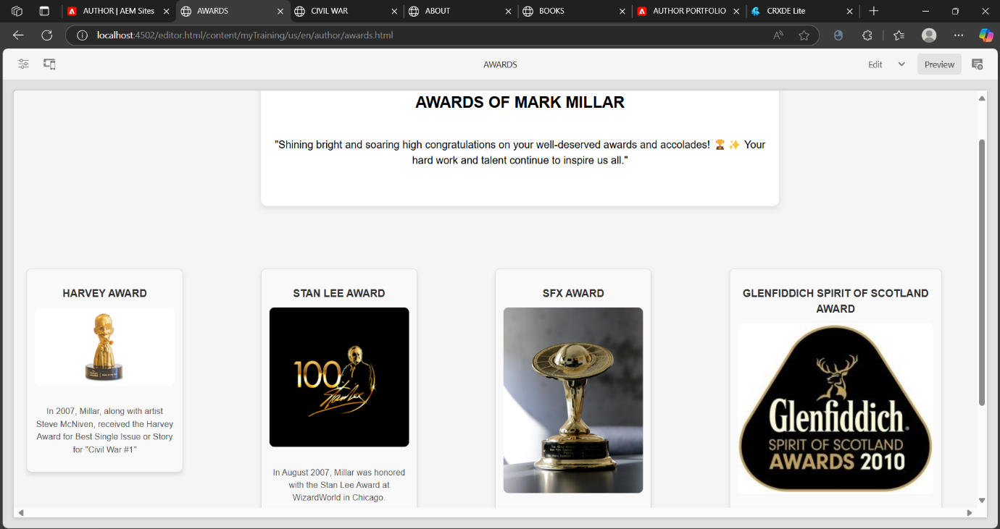 AUTHOR | AEM Sites
AWARDS
CIVIL WAR
ABOUT
BOOKS
AUTHOR PORTFOLIO
CRXDE Lite
localhost:4502/editor.html/content/myTraining/us/en/author/awards.html
AWARDS
Edit
Preview
AWARDS OF MARK MILLAR
"Shining bright and soaring high congratulations on your well-deserved awards and accolades! 🏆 ✨ Your
hard work and talent continue to inspire us all."
HARVEY AWARD
In 2007, Millar, along with artist
Steve McNiven, received the Harvey
Award for Best Single Issue or Story
for "Civil War #1"
STAN LEE AWARD
100
Stan Lee
In August 2007, Millar was honored
with the Stan Lee Award at
WizardWorld in Chicago.
SFX AWARD
GLENFIDDICH SPIRIT OF SCOTLAND
AWARD
Glenfiddich.
SPIRIT OF SCOTLAND
AWARDS 2010